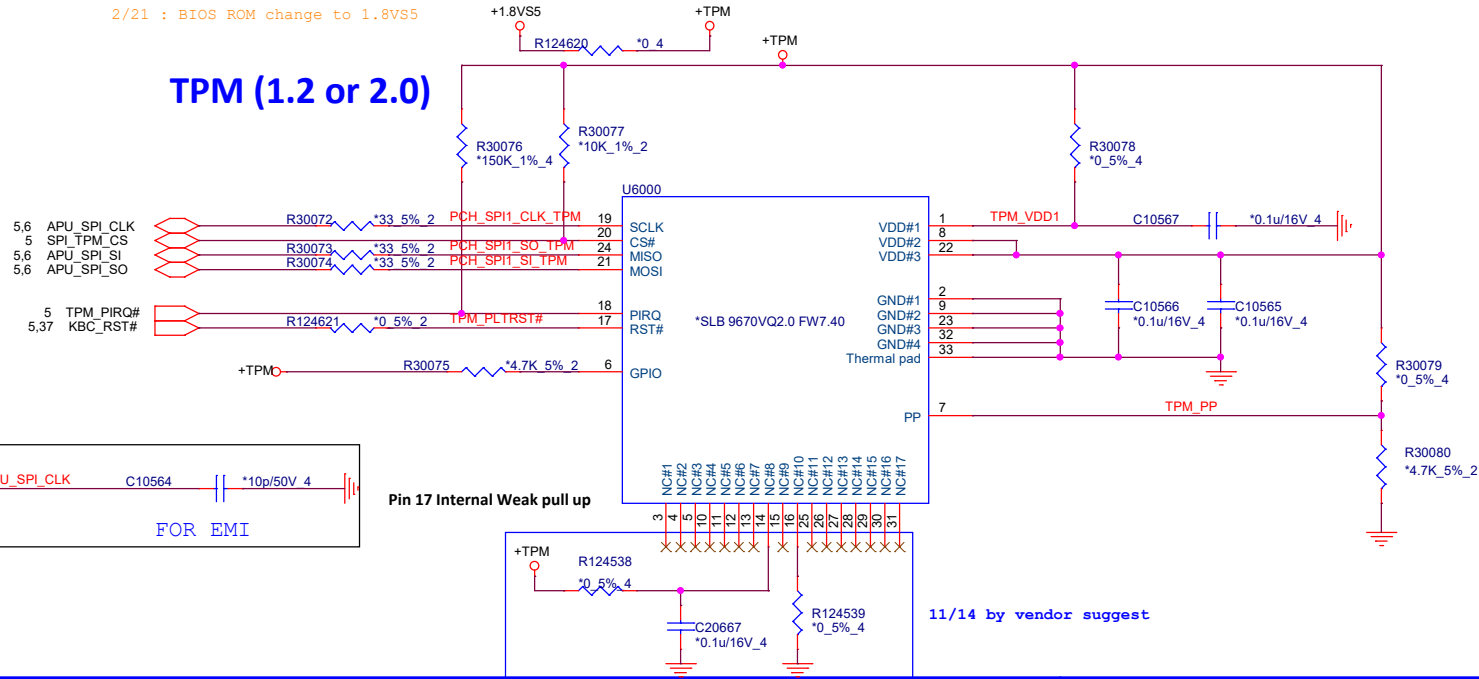 2/21 : BIOS ROM change to 1.8VS5
+1.8VS5
+TPM
R124620
*0_4
+TPM
TPM (1.2 or 2.0)
R30076
*150K_1%_4
R30077
*10K_1%_2
R30078
*0_5%_4
U6000
5,6 APU_SPI_CLK
R30072
*33_5%_2
PCH_SPI1_CLK_TPM
19
SCLK
5 SPI_TPM_CS
20
CS#
5,6 APU_SPI_SI
R30073
*33_5%_2
PCH_SPI1_SO_TPM
24
MISO
5,6 APU_SPI_SO
R30074
*33_5%_2
PCH_SPI1_SI_TPM
21
MOSI
5 TPM_PIRQ#
18
PIRQ
5,37 KBC_RST#
R124621
*0_5%_2
TPM_PLTRST#
17
RST#
+TPM
R30075
*4.7K_5%_2
6
GPIO
*SLB 9670VQ2.0 FW7.40
VDD#1
1
TPM_VDD1
C10567
*0.1u/16V_4
VDD#2
8
VDD#3
22
GND#1
2
GND#2
9
GND#3
23
GND#4
32
Thermal pad
33
C10566
*0.1u/16V_4
C10565
*0.1u/16V_4
R30079
*0_5%_4
PP
7
TPM_PP
R30080
*4.7K_5%_2
NC#1
NC#2
NC#3
NC#4
NC#5
NC#6
NC#7
NC#8
NC#9
NC#10
NC#11
NC#12
NC#13
NC#14
NC#15
NC#16
NC#17
3
4
5
10
11
12
13
14
15
16
25
26
27
28
29
30
31
U_SPI_CLK
C10564
*10p/50V_4
FOR EMI
Pin 17 Internal Weak pull up
+TPM
R124538
*0_5%_4
C20667
*0.1u/16V_4
R124539
*0_5%_4
11/14 by vendor suggest